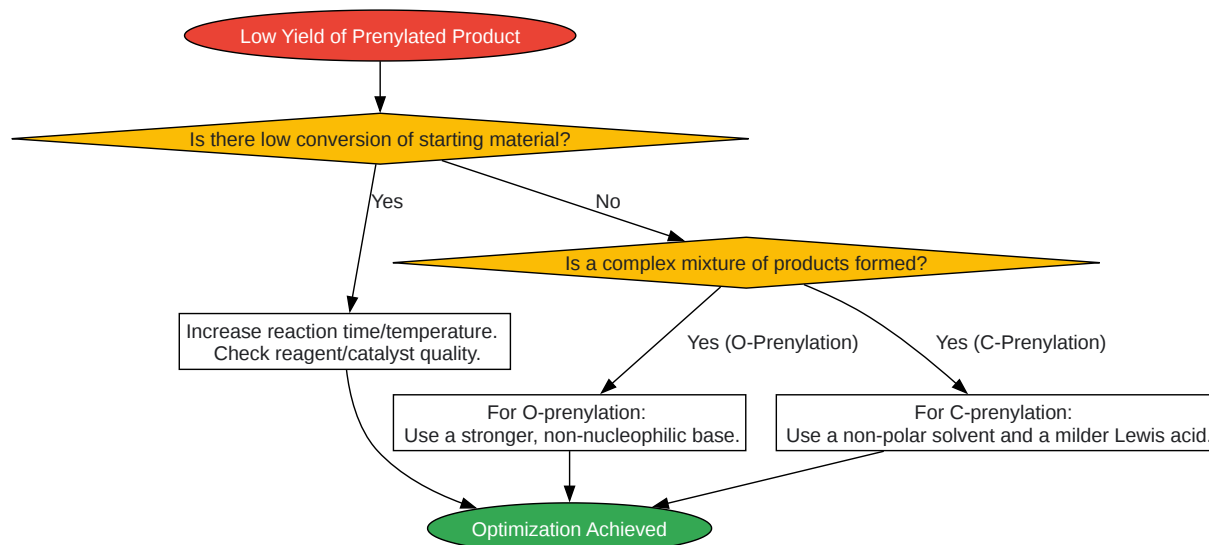 Low Yield of Prenylated Product
Is there low conversion of starting material?
Yes
No
Is a complex mixture of products formed?
Increase reaction time/temperature.
Check reagent/catalyst quality.
Yes (O-Prenylation)
Yes (C-Prenylation)
For O-prenylation:
Use a stronger, non-nucleophilic base.
For C-prenylation:
Use a non-polar solvent and a milder Lewis acid.
Optimization Achieved